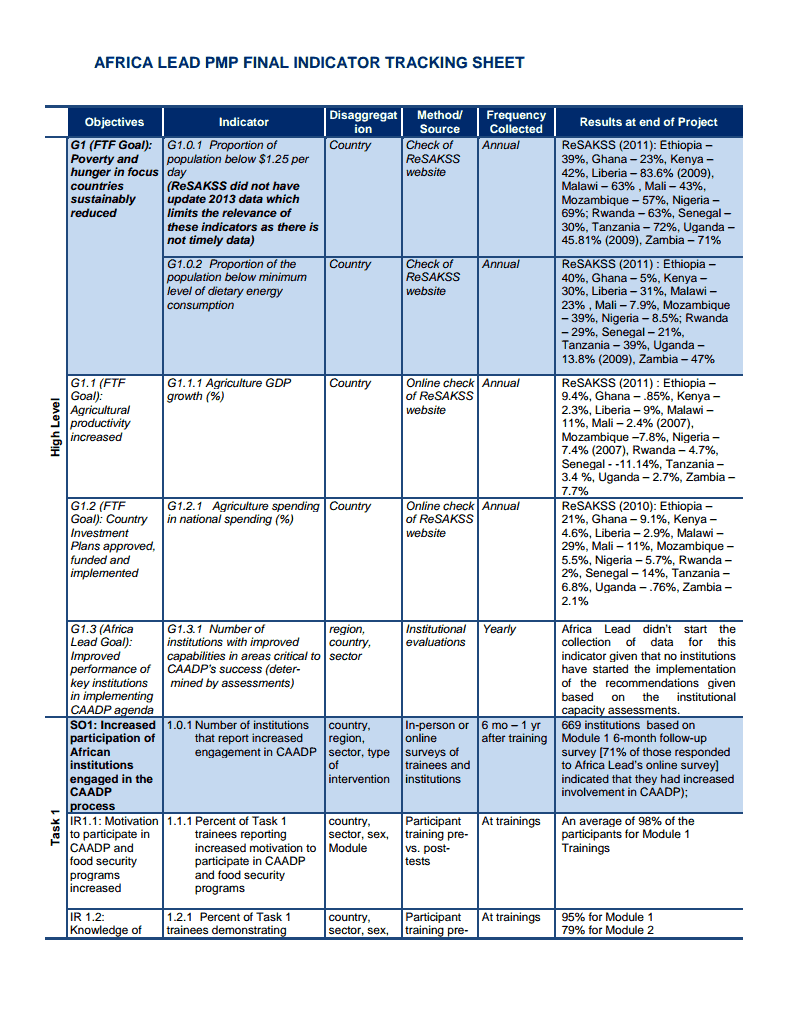 AFRICA LEAD PMP FINAL INDICATOR TRACKING SHEET
Objectives
Indicator
Disaggregat
ion
Method/
Source
Frequency
Collected
Results at end of Project
High Level
G1 (FTF Goal):
Poverty and
hunger in focus
countries
sustainably
reduced
G1.0.1 Proportion of
population below $1.25 per
day
(ReSAKSS did not have
update 2013 data which
limits the relevance of
these indicators as there is
not timely data)
Country
Check of
ReSAKSS
website
Annual
ReSAKSS (2011): Ethiopia –
39%, Ghana – 23%, Kenya –
42%, Liberia – 83.6% (2009),
Malawi – 63% , Mali – 43%,
Mozambique – 57%, Nigeria –
69%; Rwanda – 63%, Senegal –
30%, Tanzania – 72%, Uganda –
45.81% (2009), Zambia – 71%
G1.0.2 Proportion of the
population below minimum
level of dietary energy
consumption
Country
Check of
ReSAKSS
website
Annual
ReSAKSS (2011) : Ethiopia –
40%, Ghana – 5%, Kenya –
30%, Liberia – 31%, Malawi –
23% , Mali – 7.9%, Mozambique
– 39%, Nigeria – 8.5%; Rwanda
– 29%, Senegal – 21%,
Tanzania – 39%, Uganda –
13.8% (2009), Zambia – 47%
G1.1 (FTF
Goal):
Agricultural
productivity
increased
G1.1.1 Agriculture GDP
growth (%)
Country
Online check
of ReSAKSS
website
Annual
ReSAKSS (2011) : Ethiopia –
9.4%, Ghana – .85%, Kenya –
2.3%, Liberia – 9%, Malawi –
11%, Mali – 2.4% (2007),
Mozambique –7.8%, Nigeria –
7.4% (2007), Rwanda – 4.7%,
Senegal - -11.14%, Tanzania –
3.4 %, Uganda – 2.7%, Zambia –
7.7%
G1.2 (FTF
Goal): Country
Investment
Plans approved,
funded and
implemented
G1.2.1 Agriculture spending
in national spending (%)
Country
Online check
of ReSAKSS
website
Annual
ReSAKSS (2010): Ethiopia –
21%, Ghana – 9.1%, Kenya –
4.6%, Liberia – 2.9%, Malawi –
29%, Mali – 11%, Mozambique –
5.5%, Nigeria – 5.7%, Rwanda –
2%, Senegal – 14%, Tanzania –
6.8%, Uganda – .76%, Zambia –
2.1%
G1.3 (Africa
Lead Goal):
Improved
performance of
key institutions
in implementing
CAADP agenda
G1.3.1 Number of
institutions with improved
capabilities in areas critical to
CAADP's success (deter-
mined by assessments)
region,
country,
sector
Institutional
evaluations
Yearly
Africa Lead didn't start the
collection of data for this
indicator given that no institutions
have started the implementation
of the recommendations given
based on the institutional
capacity assessments.
Task 1
SO1: Increased
participation of
African
institutions
engaged in the
CAADP
process
1.0.1 Number of institutions
that report increased
engagement in CAADP
country,
region,
sector, type
of
intervention
In-person or
online
surveys of
trainees and
institutions
6 mo – 1 yr
after training
669 institutions based on
Module 1 6-month follow-up
survey [71% of those responded
to Africa Lead's online survey]
indicated that they had increased
involvement in CAADP);
IR1.1: Motivation
to participate in
CAADP and
food security
programs
increased
1.1.1 Percent of Task 1
trainees reporting
increased motivation to
participate in CAADP
and food security
programs
country,
sector, sex,
Module
Participant
training pre-
vs. post-
tests
At trainings
An average of 98% of the
participants for Module 1
Trainings
IR 1.2:
Knowledge of
1.2.1 Percent of Task 1
trainees demonstrating
country,
sector, sex,
Participant
training pre-
At trainings
95% for Module 1
79% for Module 2